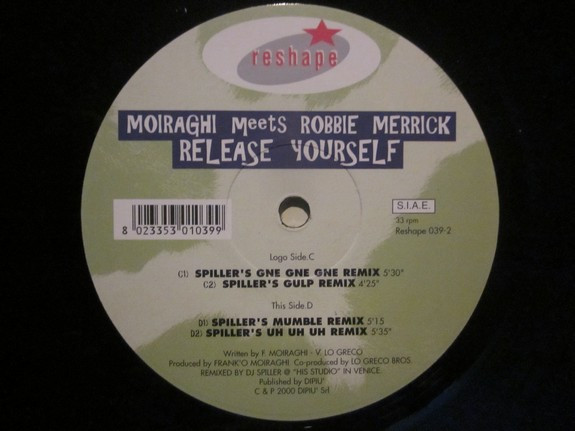 reshape
MOIRAGHI Meets ROBBIE MERRICK
RELEASE YOURSELF
8 023353 010399
S.I.A.E.
33 rpm
Reshape 039-2
Logo Side.C
C1) SPILLER'S GNE GNE GNE REMIX 5'30"
C2) SPILLER'S GULP REMIX 4'25"
This Side.D
D1) SPILLER'S MUMBLE REMIX 5'15
D2) SPILLER'S UH UH UH REMIX 5'35"
Written by F. MOIRAGHI - V. LO GRECO
Produced by FRANK'O MOIRAGHI. Co-produced by LO GRECO BROS.
REMIXED BY DJ SPILLER @ "HIS STUDIO" IN VENICE.
Published by DIPIU'
C & P 2000 DIPIU' Srl